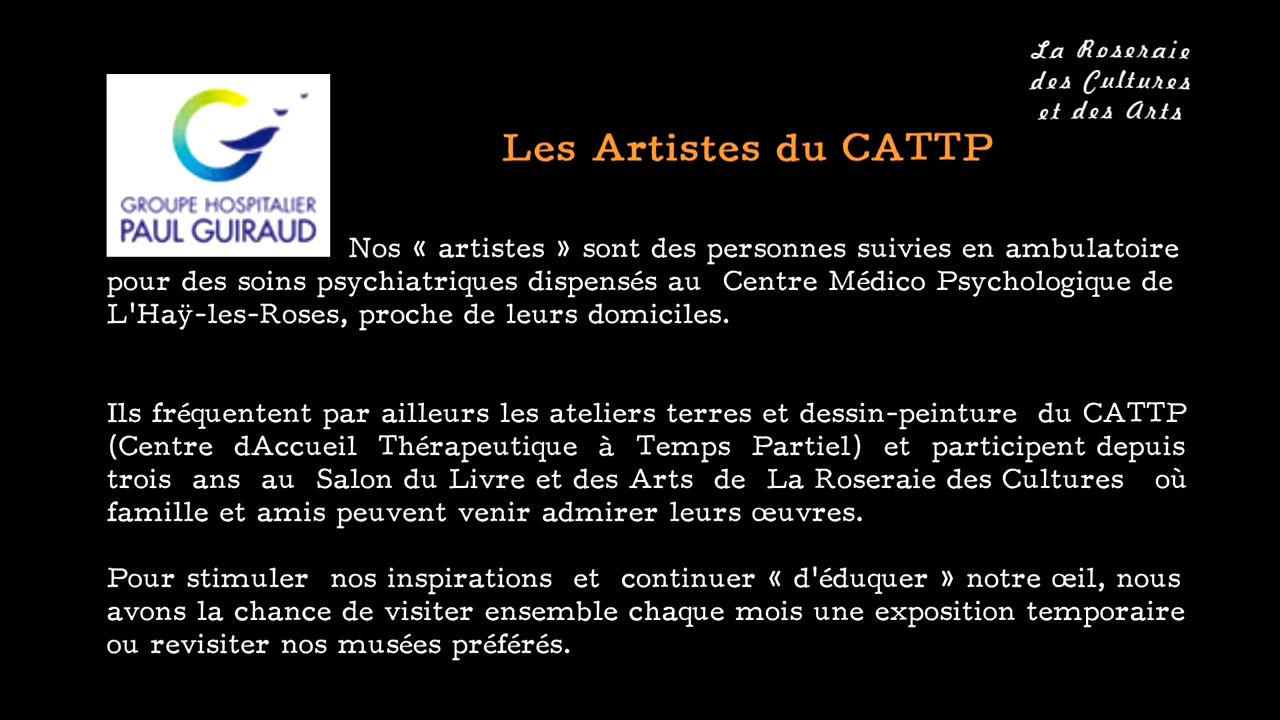 La Roseraie
des Cultures
et des Arts
GROUPE HOSPITALIER
PAUL GUIRAUD
Les Artistes du CATTP
Nos « artistes » sont des personnes suivies en ambulatoire
pour des soins psychiatriques dispensés au Centre Médico Psychologique de
L'Haÿ-les-Roses, proche de leurs domiciles.
Ils fréquentent par ailleurs les ateliers terres et dessin-peinture du CATTP
(Centre dAccueil Thérapeutique à Temps Partiel) et participent depuis
trois ans au Salon du Livre et des Arts de La Roseraie des Cultures où
famille et amis peuvent venir admirer leurs œuvres.
Pour stimuler nos inspirations et continuer « d'éduquer » notre œil, nous
avons la chance de visiter ensemble chaque mois une exposition temporaire
ou revisiter nos musées préférés.